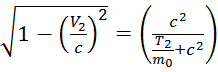 √(1 − (V₂/c)²) = (c²/(T₂/m₀ + c²))